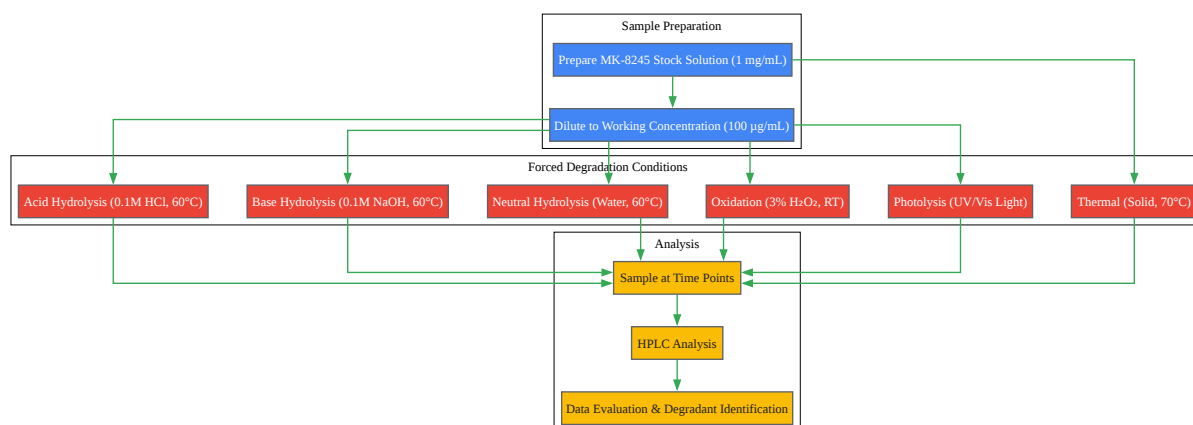 Sample Preparation
Prepare MK-8245 Stock Solution (1 mg/mL)
Dilute to Working Concentration (100 µg/mL)
Forced Degradation Conditions
Acid Hydrolysis (0.1M HCl, 60°C)
Base Hydrolysis (0.1M NaOH, 60°C)
Neutral Hydrolysis (Water, 60°C)
Oxidation (3% H₂O₂, RT)
Photolysis (UV/Vis Light)
Thermal (Solid, 70°C)
Analysis
Sample at Time Points
HPLC Analysis
Data Evaluation & Degradant Identification